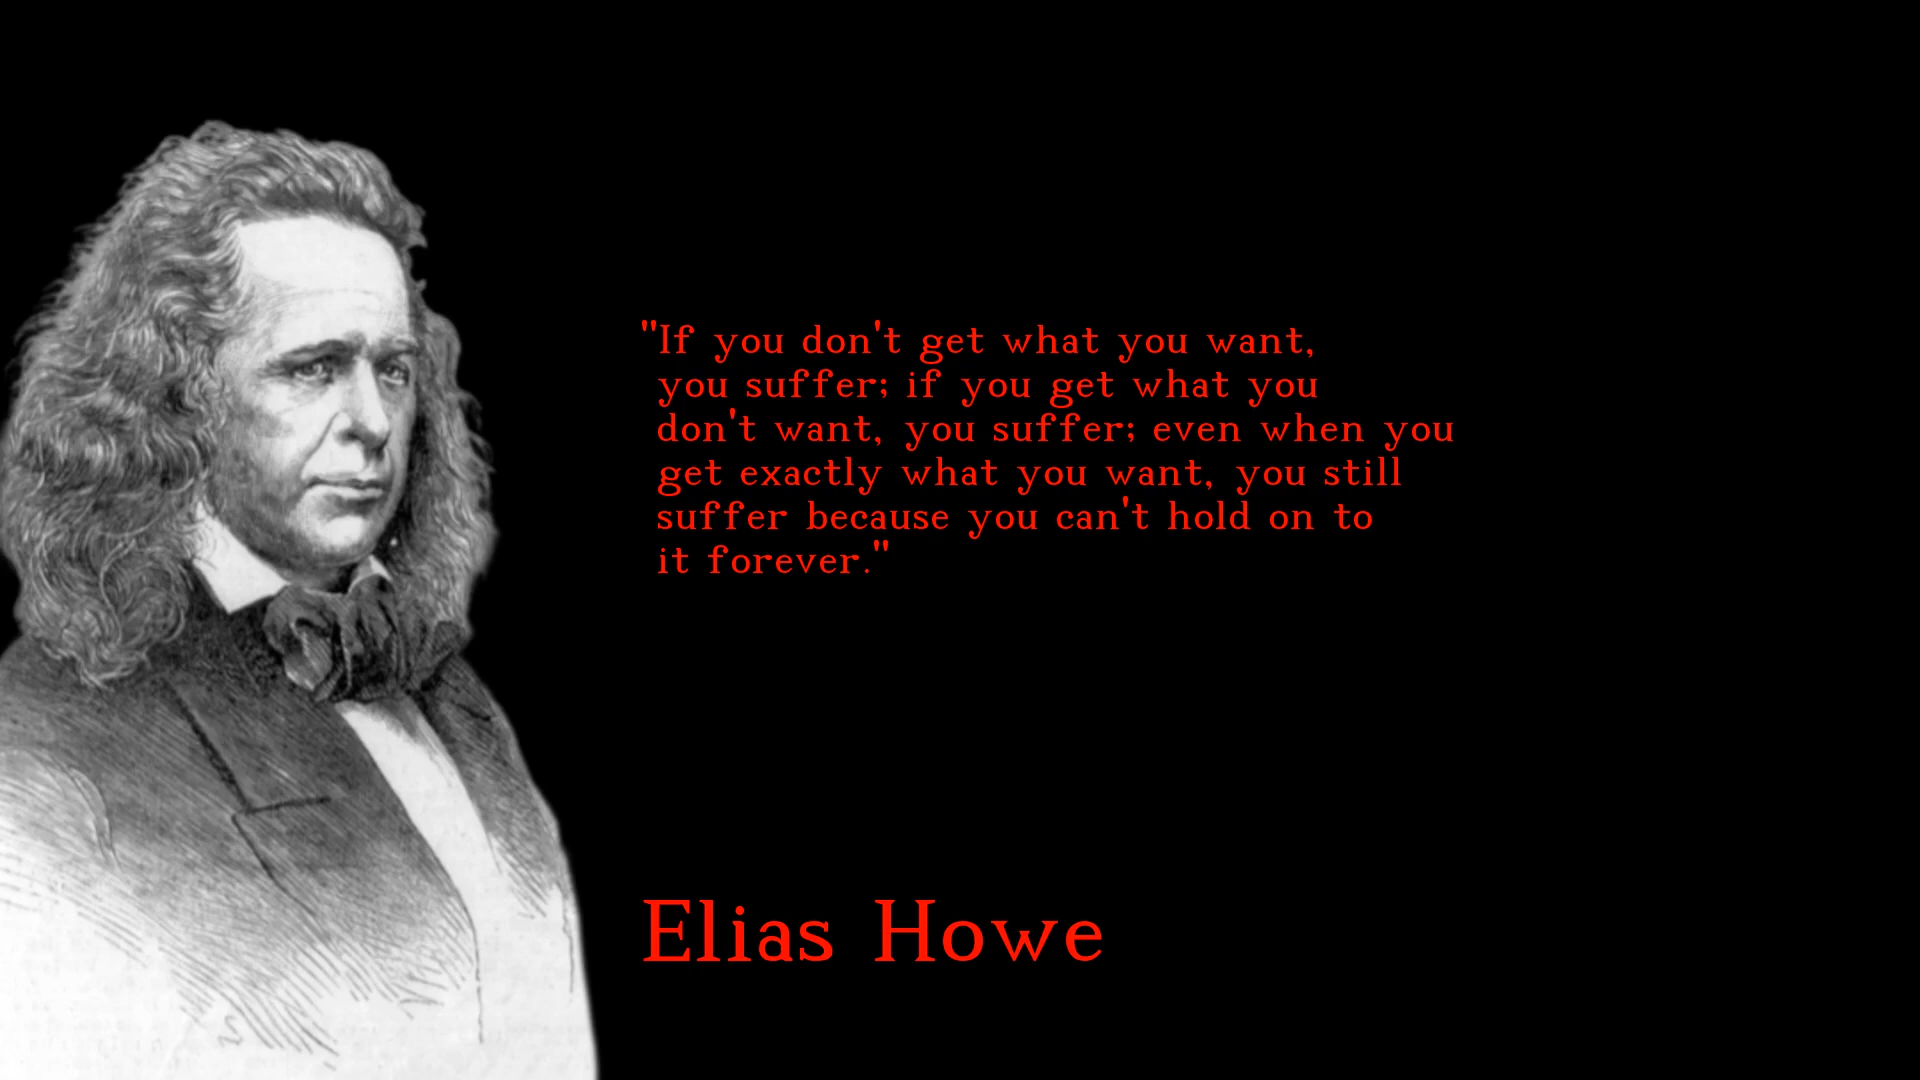 "If you don't get what you want,
you suffer; if you get what you
don't want, you suffer; even when you
get exactly what you want, you still
suffer because you can't hold on to
it forever."
Elias Howe